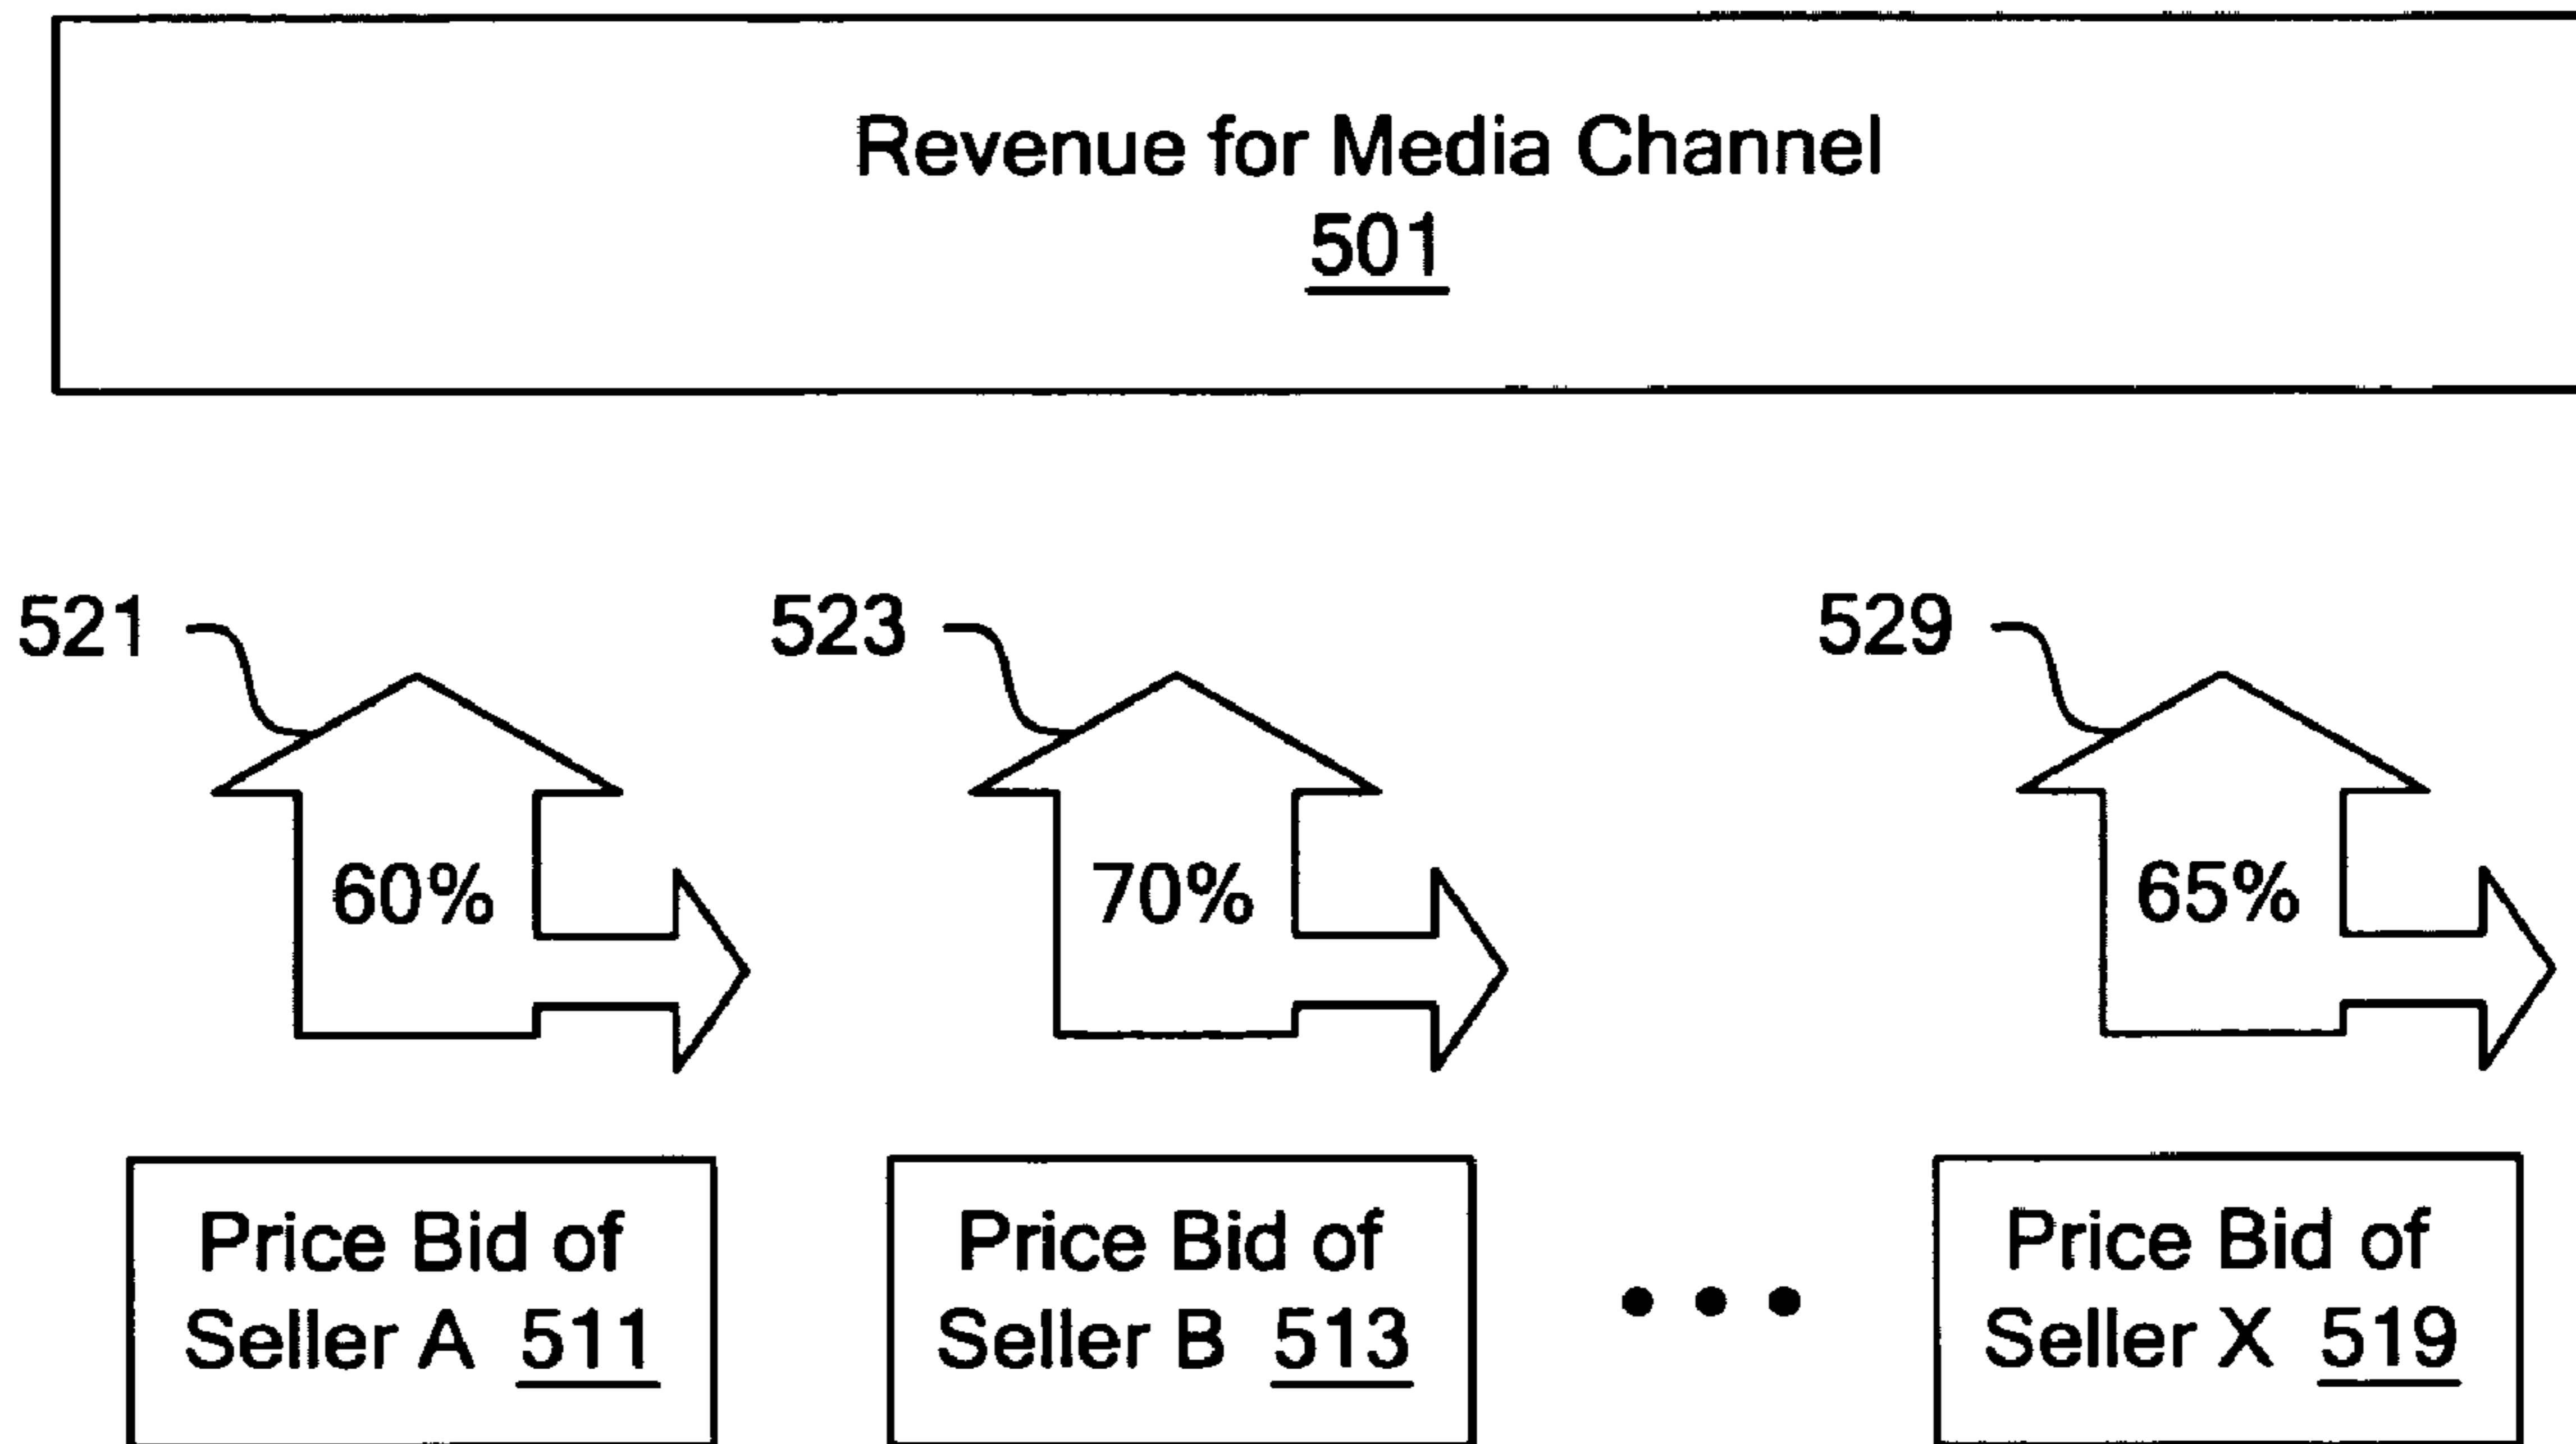 Revenue for Media Channel
501
521
523
529
60%
70%
65%
Price Bid of
Seller A 511
Price Bid of
Seller B 513
Price Bid of
Seller X 519